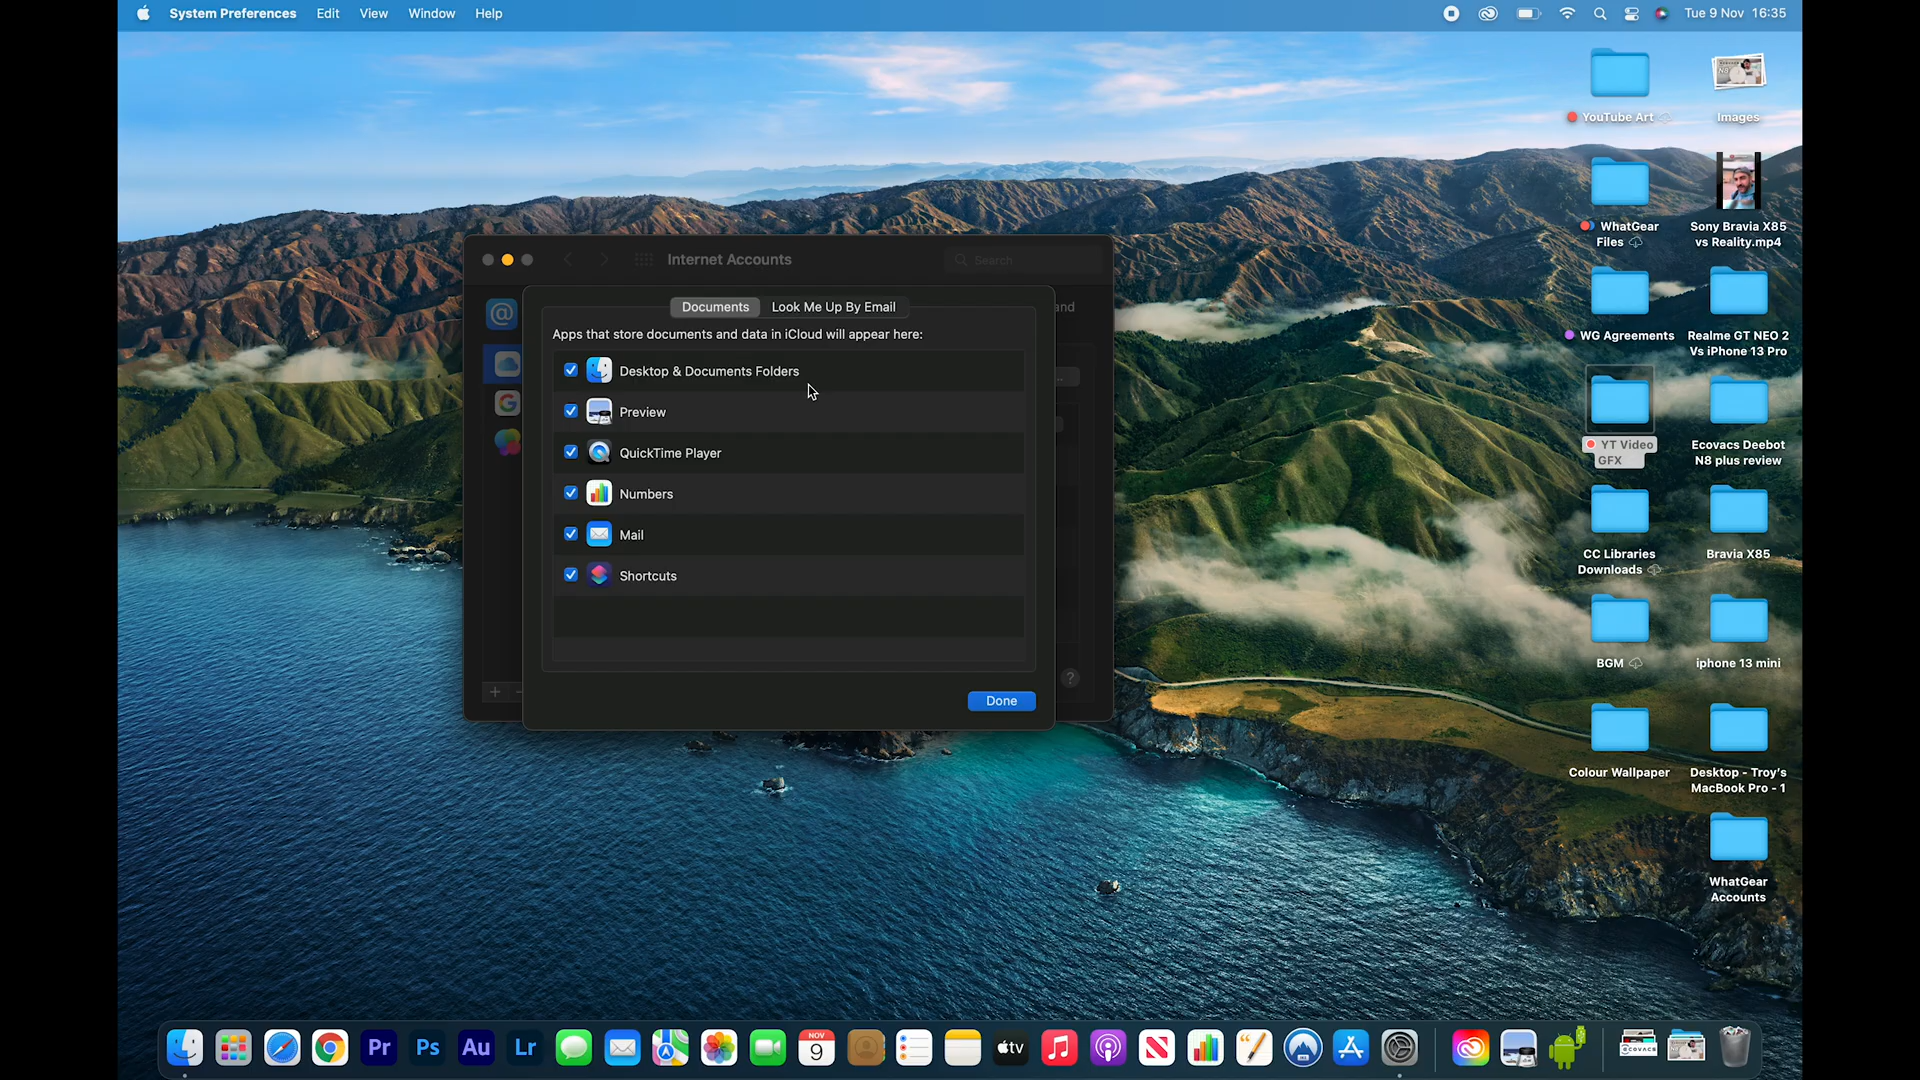 System Preferences Edit View Window Help
Tue 9 Nov 16:35
YouTube Art
Images
WhatGear
Files
Sony Bravia X85
vs Reality.mp4
WG Agreements
Realme GT NEO 2
Vs iPhone 13 Pro
YT Video
GFX
Ecovacs Deebot
N8 plus review
CC Libraries
Downloads
Bravia X85
BGM
iphone 13 mini
Colour Wallpaper
Desktop - Troy's
MacBook Pro - 1
WhatGear
Accounts
Internet Accounts
Search
and
Documents
Look Me Up By Email
Apps that store documents and data in iCloud will appear here:
Desktop & Documents Folders
Preview
QuickTime Player
Numbers
Mail
Shortcuts
Done
?
Pr
Ps
Au
Lr
NOV
9
tv